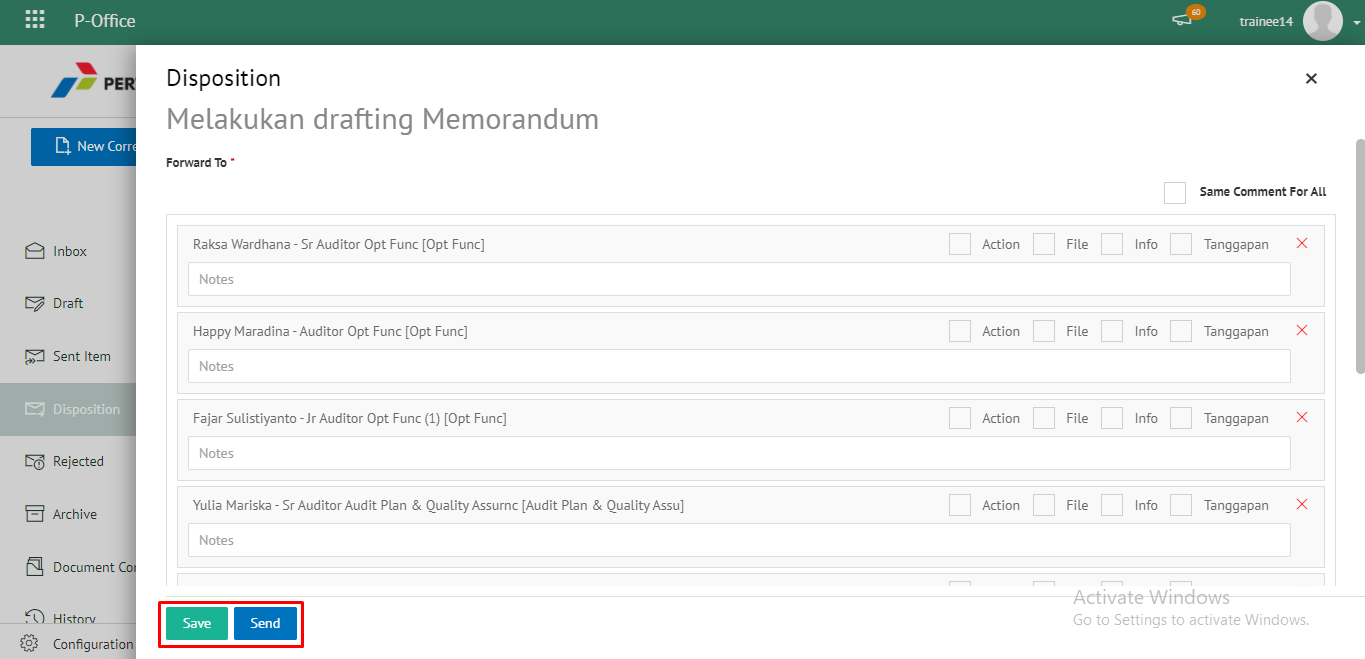 P-Office
60
trainee14
PER
New Corre
Inbox
Draft
Sent Item
Disposition
Rejected
Archive
Document Cor
History
Configuration
Disposition
Melakukan drafting Memorandum
Forward To *
Same Comment For All
Raksa Wardhana - Sr Auditor Opt Func [Opt Func] Action File Info Tanggapan
Notes
Happy Maradina - Auditor Opt Func [Opt Func] Action File Info Tanggapan
Notes
Fajar Sulistiyanto - Jr Auditor Opt Func (1) [Opt Func] Action File Info Tanggapan
Notes
Yulia Mariska - Sr Auditor Audit Plan & Quality Assurnc [Audit Plan & Quality Assu] Action File Info Tanggapan
Notes
Save Send
Activate Windows
Go to Settings to activate Windows.